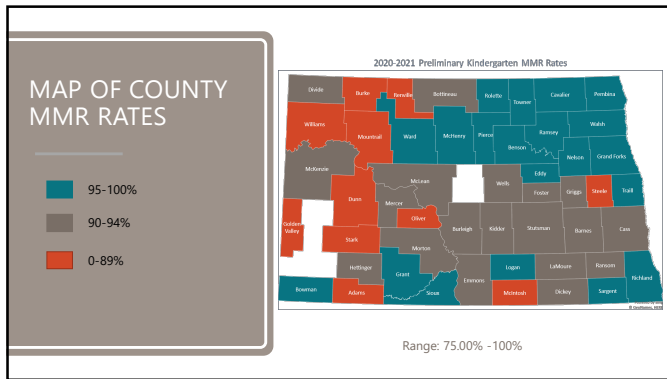 MAP OF COUNTY
MMR RATES
95-100%
90-94%
0-89%
2020-2021 Preliminary Kindergarten MMR Rates
Divide
Burke
Renville
Bottineau
Rolette
Towner
Cavalier
Pembina
Williams
Mountrail
Ward
McHenry
Pierce
Benson
Ramsey
Walsh
Nelson
Grand Forks
McKenzie
McLean
Wells
Eddy
Foster
Griggs
Steele
Traill
Dunn
Mercer
Oliver
Golden
Valley
Stark
Morton
Burleigh
Kidder
Stutsman
Barnes
Cass
Hettinger
Grant
Emmons
Logan
LaMoure
Ransom
Richland
Bowman
Adams
Sioux
McIntosh
Dickey
Sargent
Range: 75.00% -100%